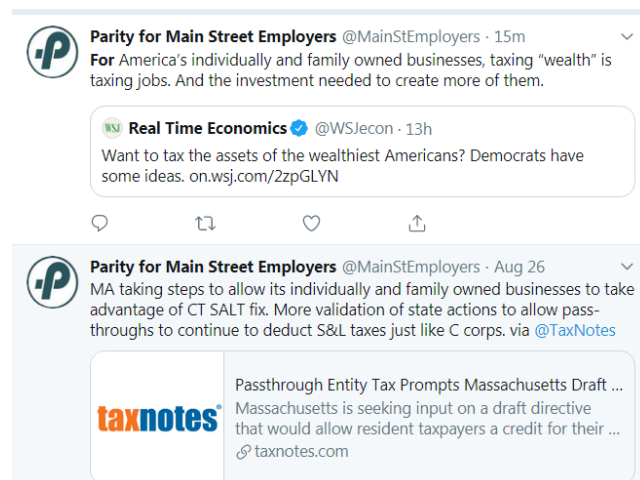 Parity for Main Street Employers @MainStEmployers · 15m
For America's individually and family owned businesses, taxing “wealth” is
taxing jobs. And the investment needed to create more of them.
WSJ Real Time Economics @WSJecon · 13h
Want to tax the assets of the wealthiest Americans? Democrats have
some ideas. on.wsj.com/2zpGLYN
Parity for Main Street Employers @MainStEmployers · Aug 26
MA taking steps to allow its individually and family owned businesses to take
advantage of CT SALT fix. More validation of state actions to allow pass-
throughs to continue to deduct S&L taxes just like C corps. via @TaxNotes
taxnotes®
Passthrough Entity Tax Prompts Massachusetts Draft ...
Massachusetts is seeking input on a draft directive
that would allow resident taxpayers a credit for their ...
taxnotes.com